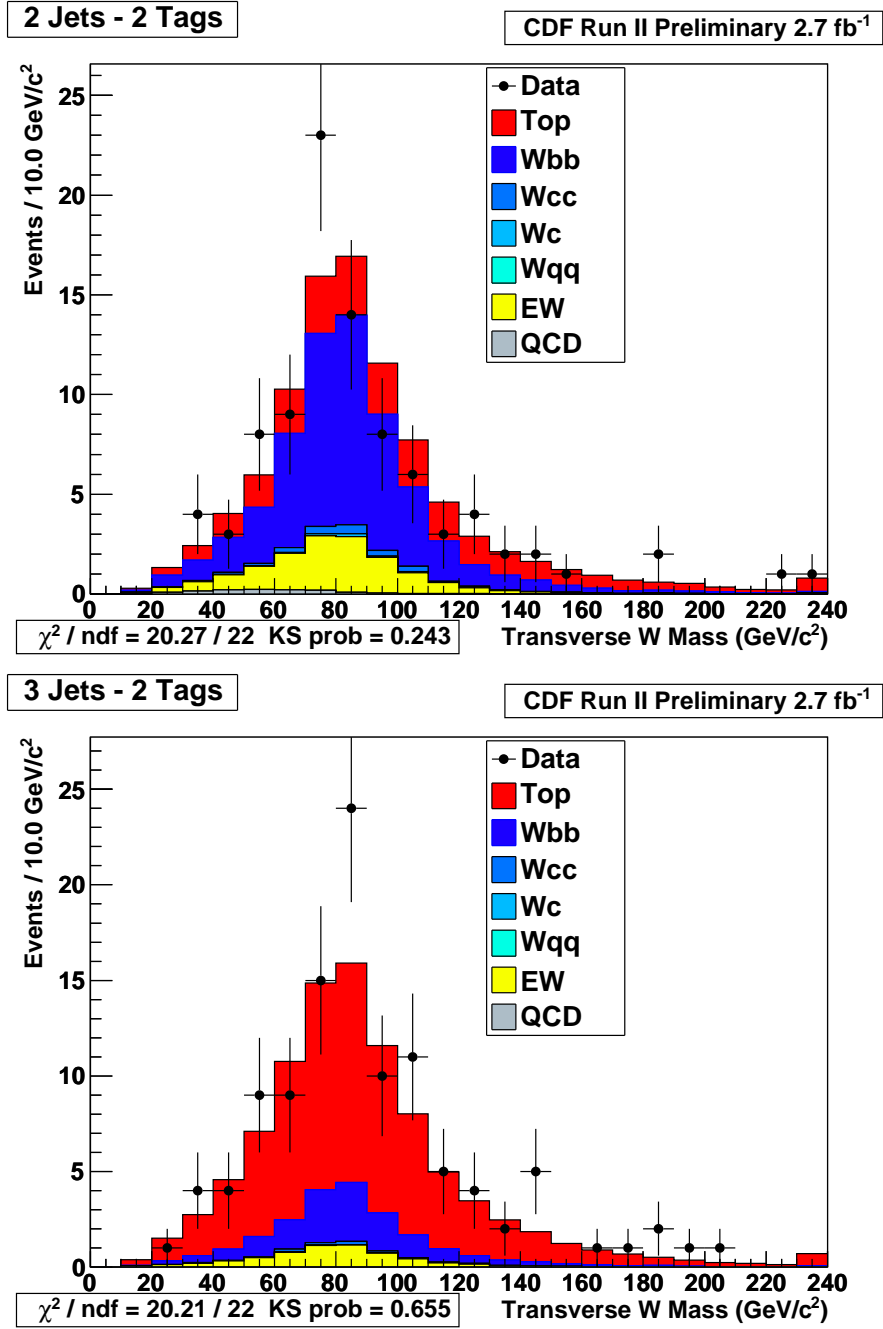 2 Jets - 2 Tags
CDF Run II Preliminary 2.7 fb⁻¹
Events / 10.0 GeV/c²
25
20
15
10
5
0
Data
Top
Wbb
Wcc
Wc
Wqq
EW
QCD
0 20 40 60 80 100 120 140 160 180 200 220 240
χ² / ndf = 20.27 / 22 KS prob = 0.243
Transverse W Mass (GeV/c²)
3 Jets - 2 Tags
CDF Run II Preliminary 2.7 fb⁻¹
Events / 10.0 GeV/c²
25
20
15
10
5
0
Data
Top
Wbb
Wcc
Wc
Wqq
EW
QCD
0 20 40 60 80 100 120 140 160 180 200 220 240
χ² / ndf = 20.21 / 22 KS prob = 0.655
Transverse W Mass (GeV/c²)